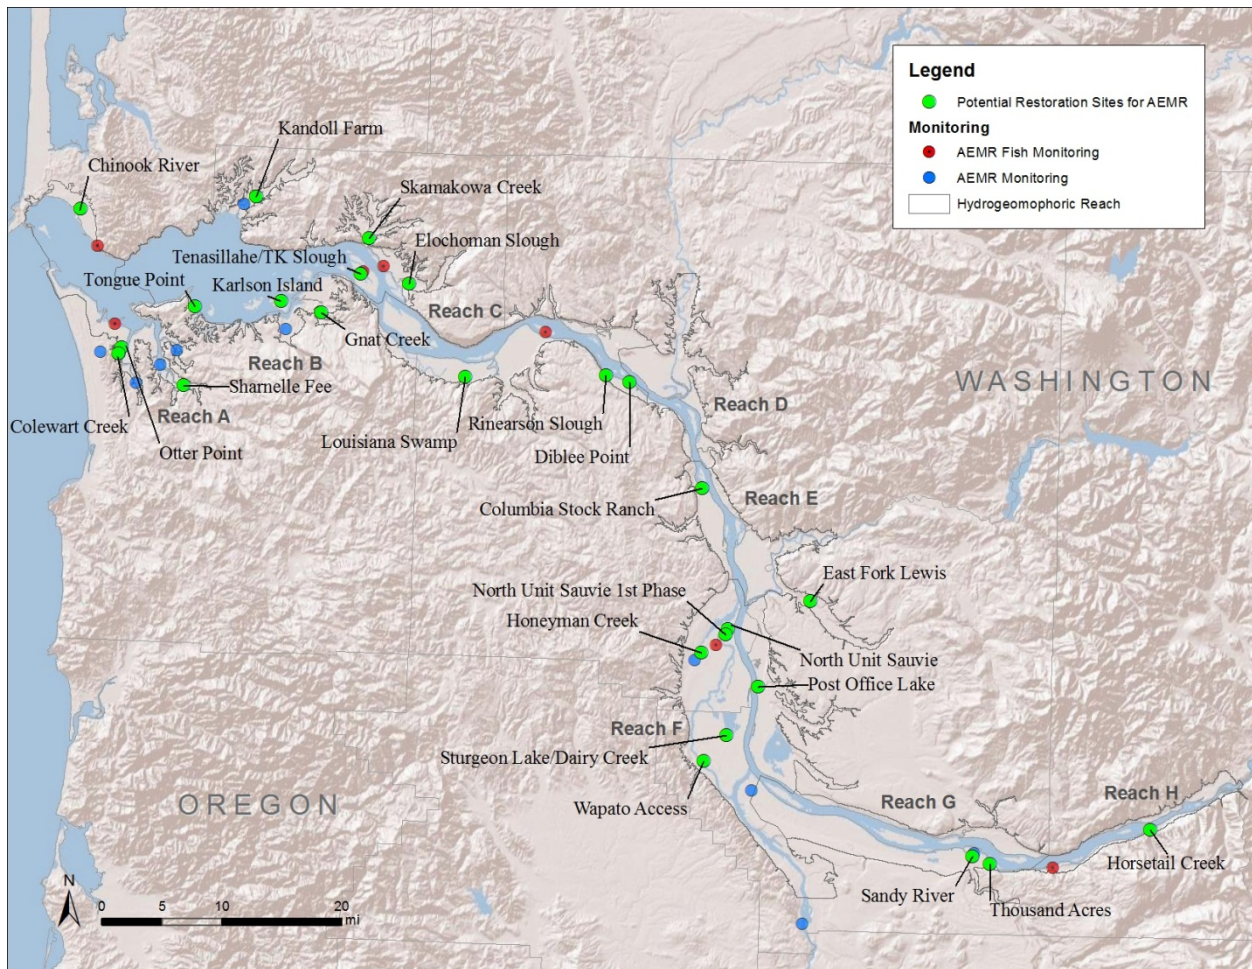 Legend
Potential Restoration Sites for AEMR
Monitoring
AEMR Fish Monitoring
AEMR Monitoring
Hydrogeomophoric Reach
Kandoll Farm
Chinook River
Skamakowa Creek
Elochoman Slough
Tenasillahe/TK Slough
Tongue Point
Karlson Island
Reach C
Gnat Creek
Reach B
Sharnelle Fee
Reach A
Colewart Creek
Otter Point
Louisiana Swamp
Rinearson Slough
Diblee Point
WASHINGTON
Reach D
Reach E
Columbia Stock Ranch
East Fork Lewis
North Unit Sauvie 1st Phase
Honeyman Creek
North Unit Sauvie
Post Office Lake
Reach F
Sturgeon Lake/Dairy Creek
Wapato Access
OREGON
Reach G
Reach H
Horsetail Creek
Sandy River
Thousand Acres
N
0 5 10 20
mi